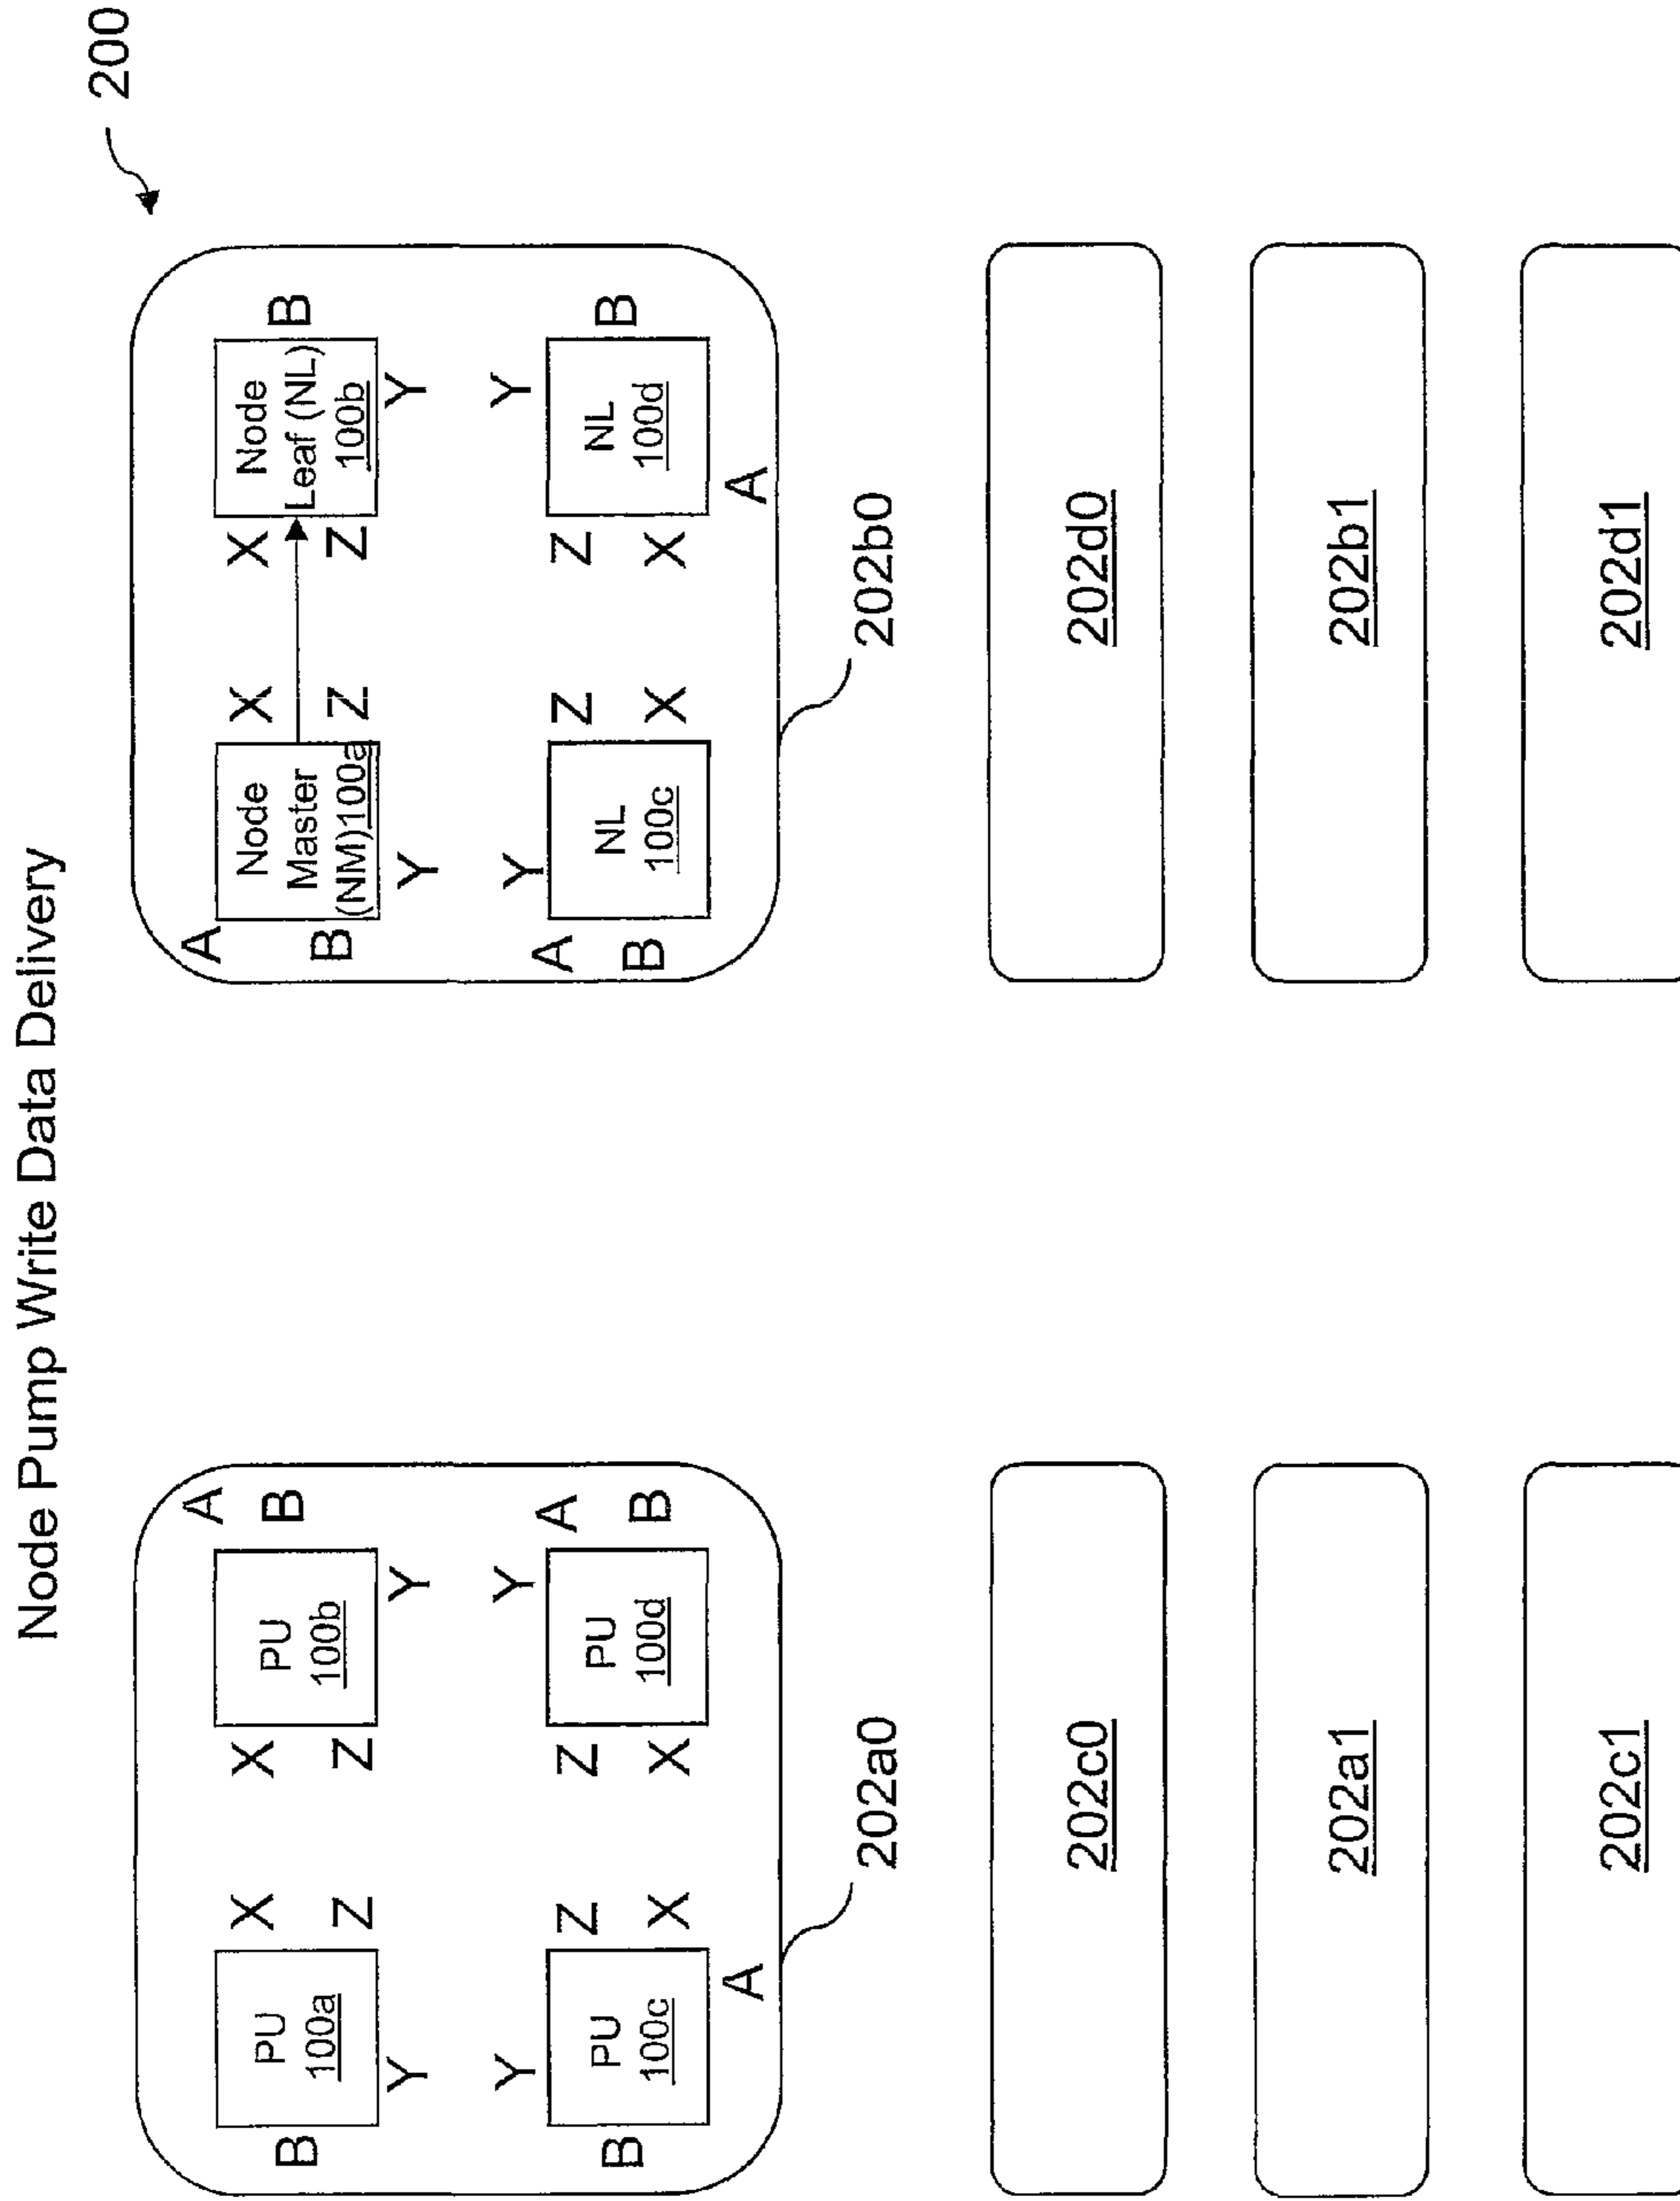 Node Pump Write Data Delivery
200
B
PU
100a
X
Z
Y
X
Z
PU
100b
A
B
Y
Y
B
PU
100c
Z
X
A
Y
Z
X
PU
100d
A
B
202a0
A
B
Node
Master
(NM)100a
X
Z
Y
X
Z
Node
Leaf (NL)
100b
B
Y
Y
A
B
NL
100c
Z
X
Y
Z
X
NL
100d
B
A
202b0
202c0
202d0
202a1
202b1
202c1
202d1